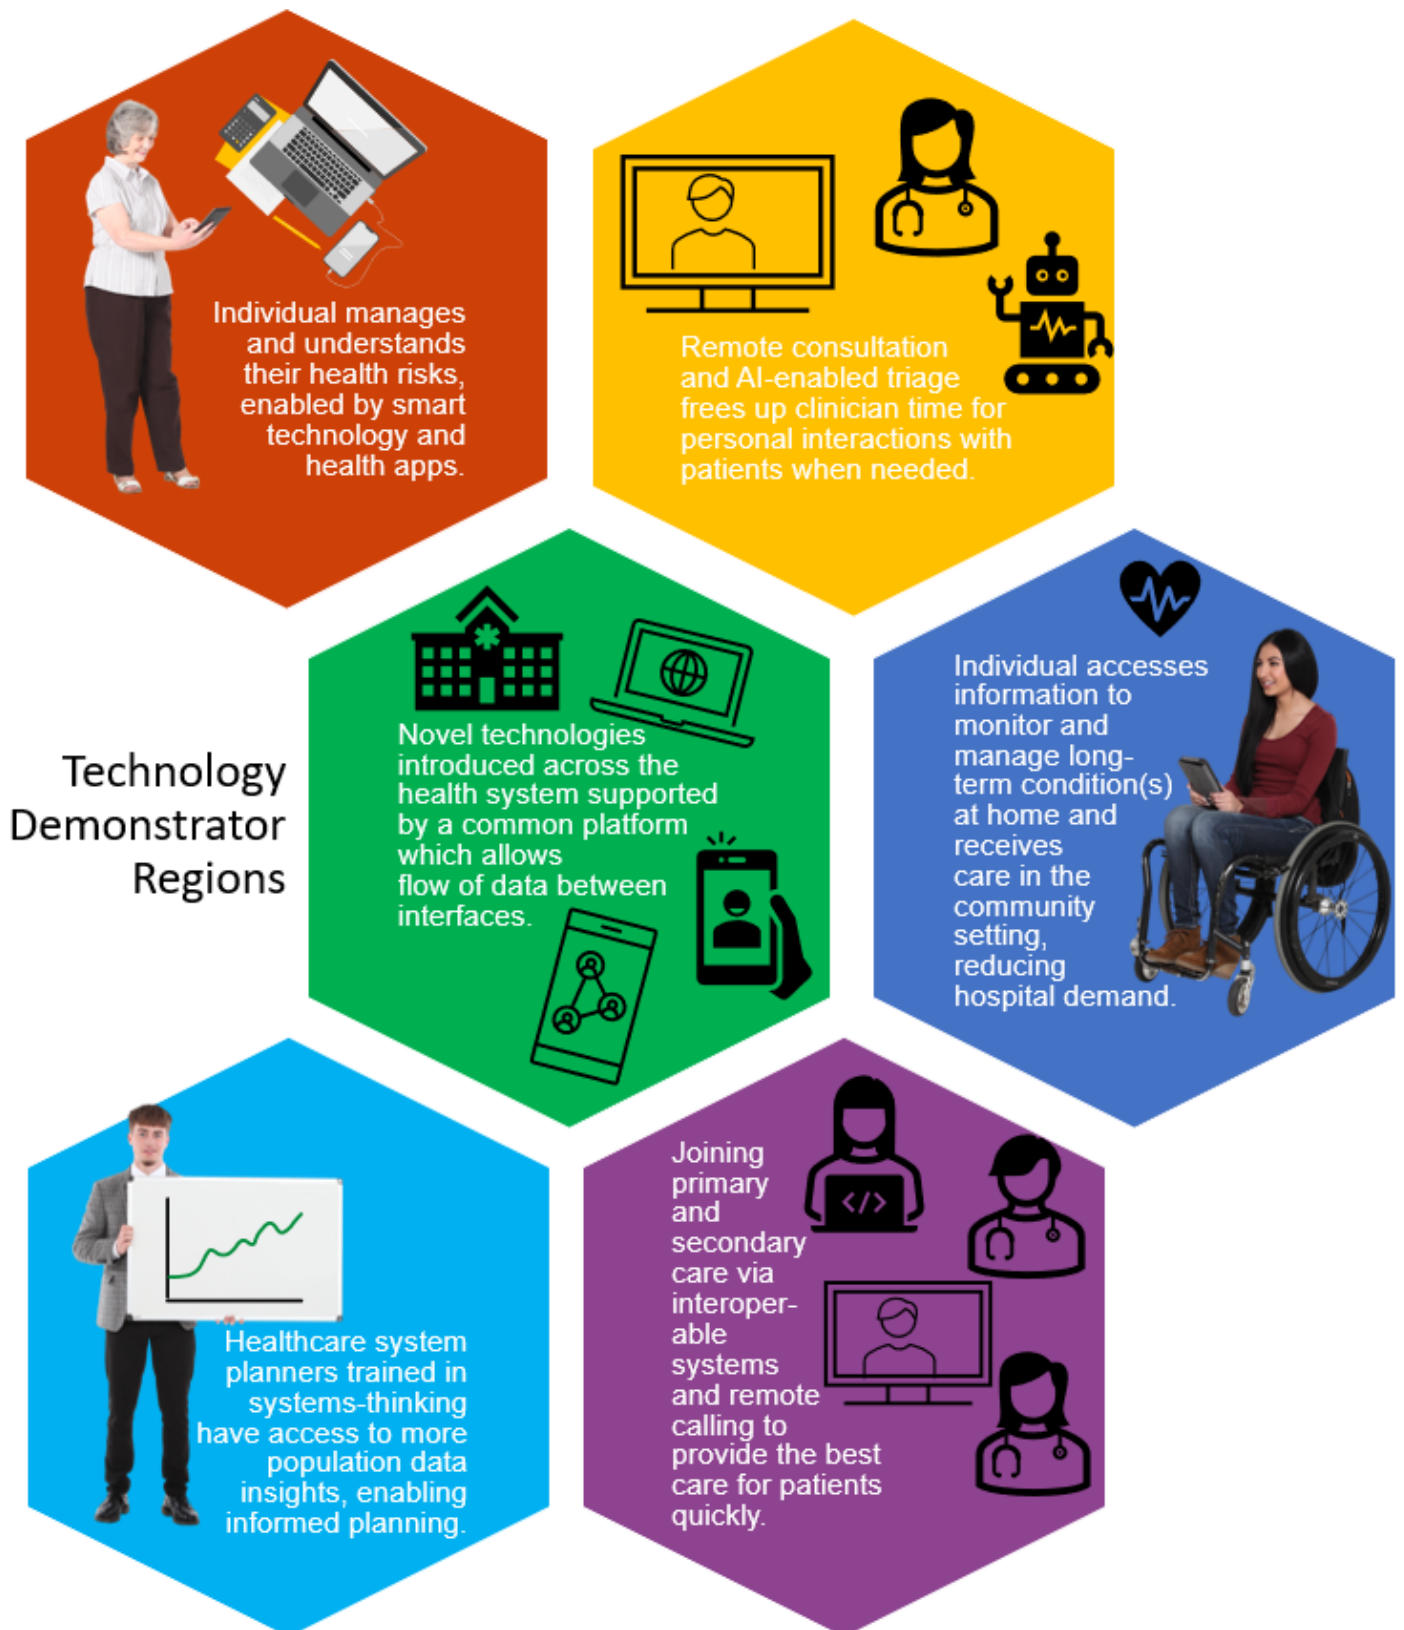 Individual manages
and understands
their health risks,
enabled by smart
technology and
health apps.
Remote consultation
and AI-enabled triage
frees up clinician time for
personal interactions with
patients when needed.
Technology
Demonstrator
Regions
Novel technologies
introduced across the
health system supported
by a common platform
which allows
flow of data between
interfaces.
Individual accesses
information to
monitor and
manage long-
term condition(s)
at home and
receives
care in the
community
setting,
reducing
hospital demand.
Healthcare system
planners trained in
systems-thinking
have access to more
population data
insights, enabling
informed planning.
Joining
primary
and
secondary
care via
interoper-
able
systems
and remote
calling to
provide the best
care for patients
quickly.
</>